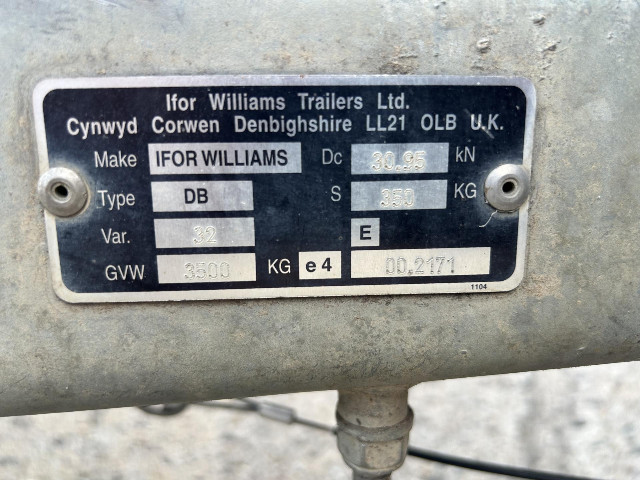 Ifor Williams Trailers Ltd.
Cynwyd Corwen Denbighshire LL21 OLB U.K.
Make IFOR WILLIAMS Dc 30.95 kN
Type DB S 350 KG
Var. 32 E
GVW 3500 KG e4 00.2171
1104